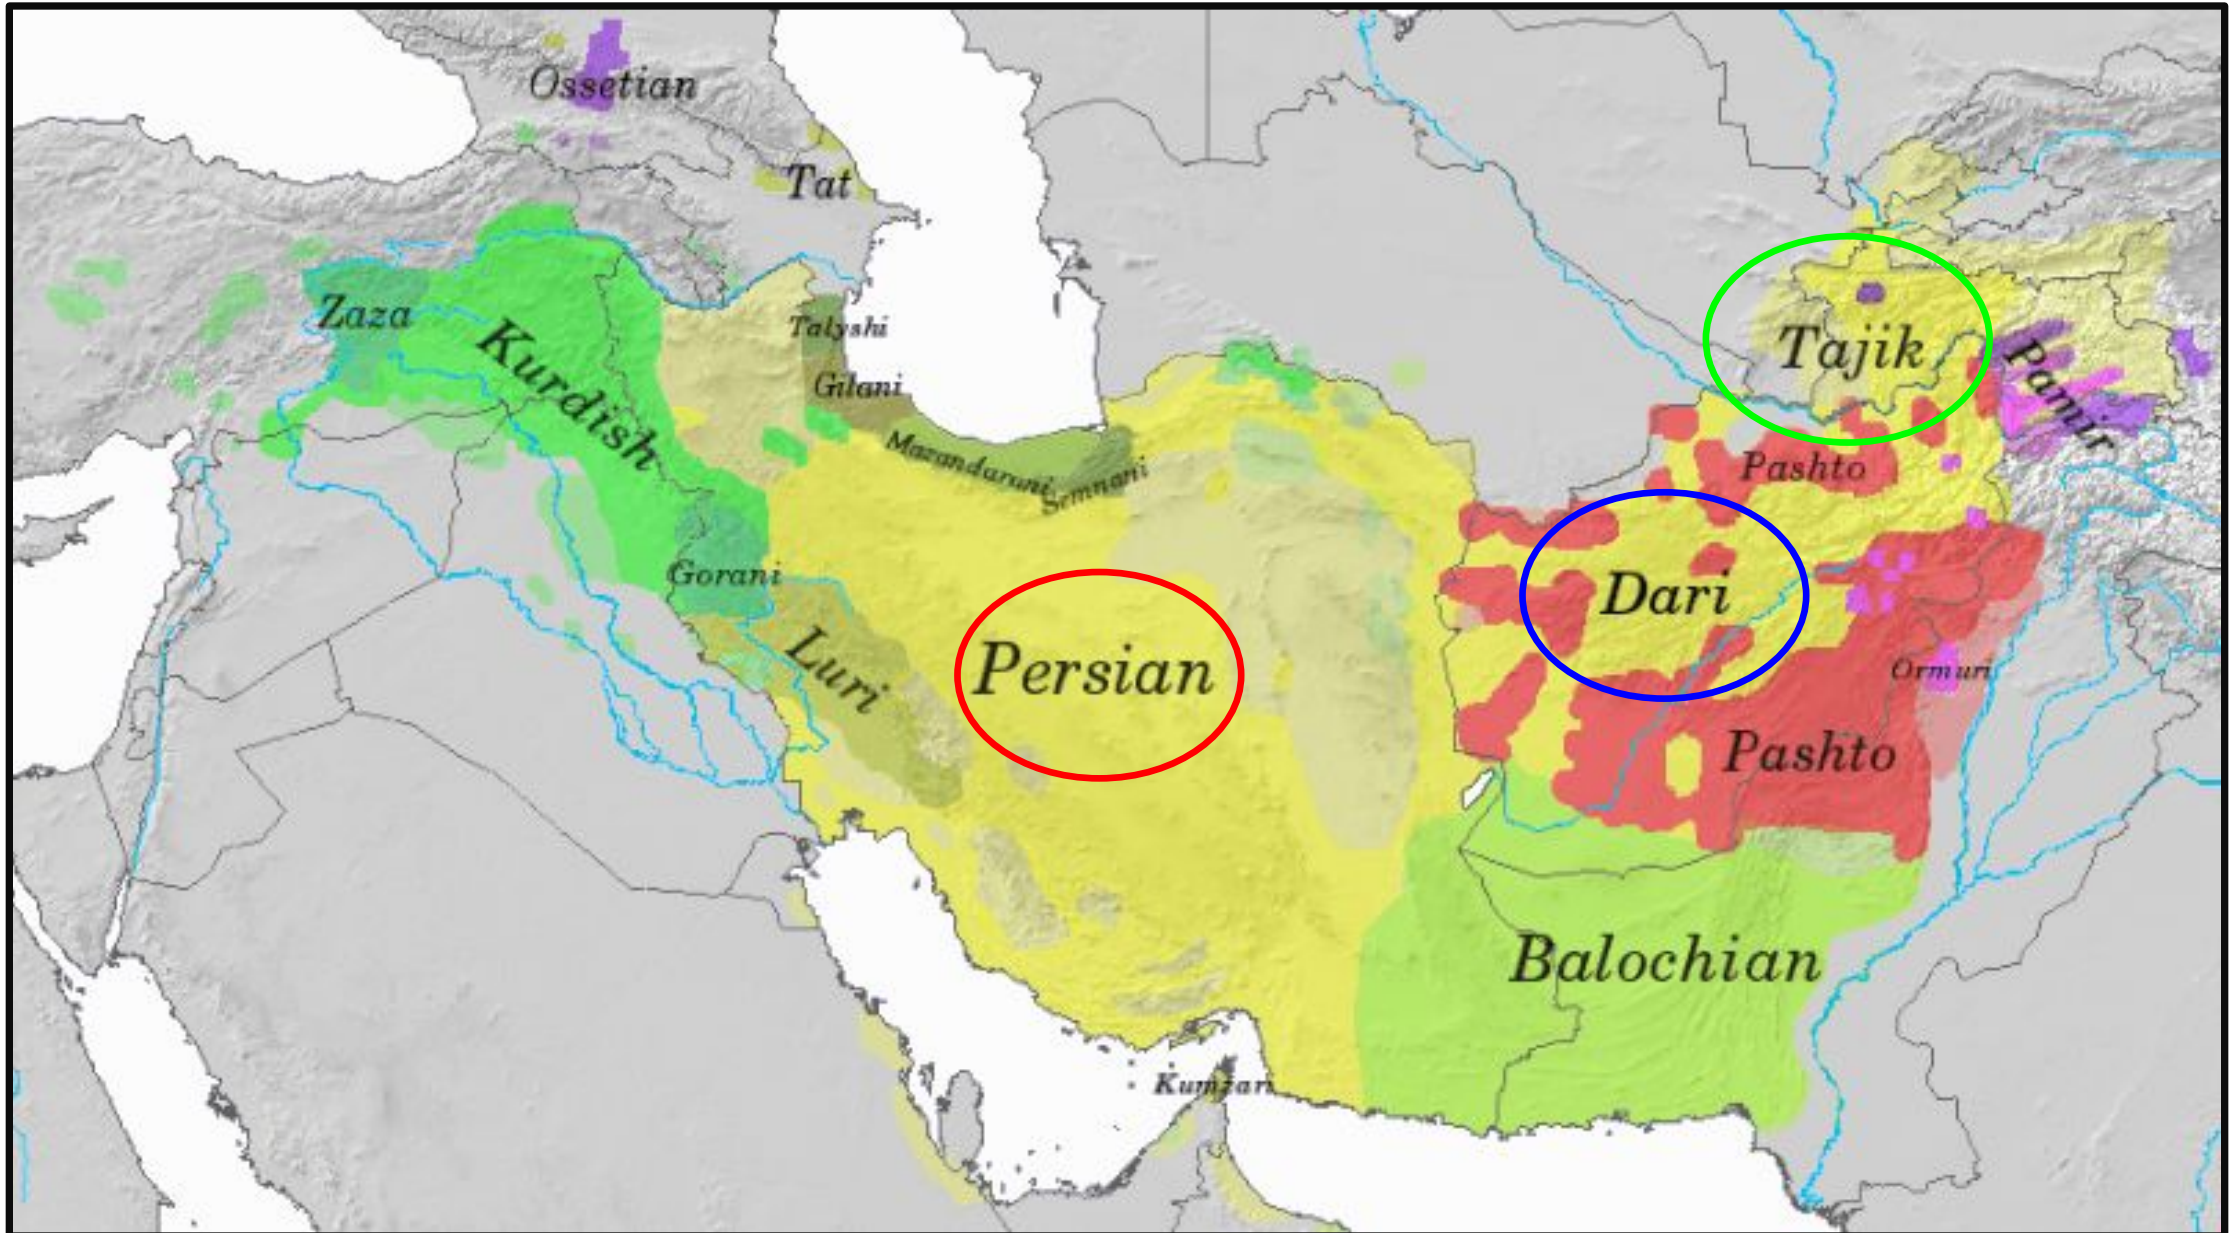 Ossetian
Tat
Zaza
Kurdish
Talyshi
Gilani
Tajik
Pamir
Mazandarani
Semnani
Pashto
Gorani
Dari
Luri
Persian
Ormuri
Pashto
Balochian
Kumzari